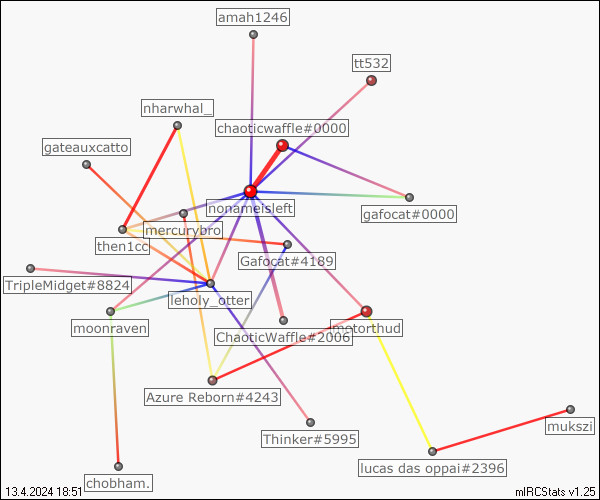 amah1246
tt532
nharwhal_
chaoticwaffle#0000
gateauxcatto
nonameisleft
gafocat#0000
mercurybro
then1cc
Gafocat#4189
TripleMidget#8824
leholy_otter
moonraven
ChaoticWaffle#2006
motorthud
Azure Reborn#4243
mukszi
Thinker#5995
lucas das oppai#2396
chobham.
13.4.2024 18:51
mIRCStats v1.25